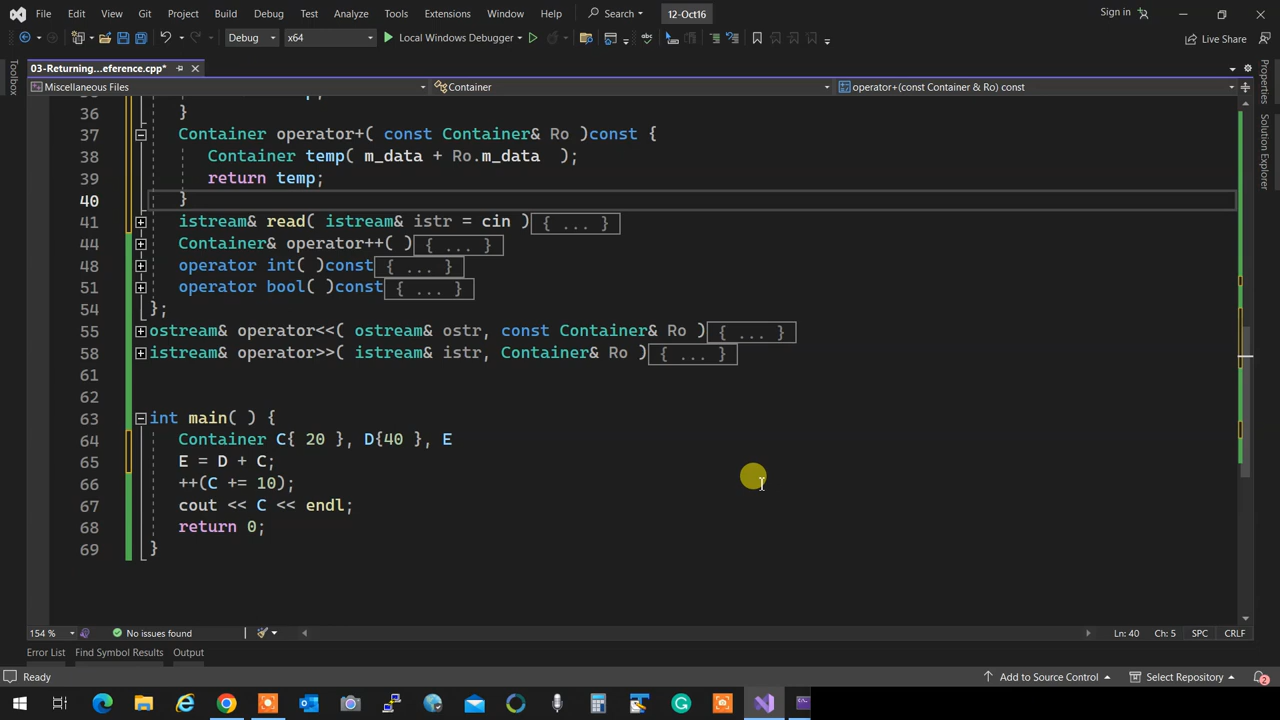 File Edit View Git Project Build Debug Test Analyze Tools Extensions Window Help Search 12-Oct16 Sign in
Debug x64 Local Windows Debugger Live Share
03-Returning...eference.cpp*
Miscellaneous Files Container operator+(const Container & Ro) const
36 }
37 Container operator+( const Container& Ro )const {
38 Container temp( m_data + Ro.m_data );
39 return temp;
40 }
41 istream& read( istream& istr = cin ){ ... }
44 Container& operator++( ){ ... }
48 operator int( )const{ ... }
51 operator bool( )const{ ... }
54 };
55 ostream& operator<<( ostream& ostr, const Container& Ro ){ ... }
58 istream& operator>>( istream& istr, Container& Ro ){ ... }
61
62
63 int main( ) {
64 Container C{ 20 }, D{40 }, E
65 E = D + C;
66 ++(C += 10);
67 cout << C << endl;
68 return 0;
69 }
154 % No issues found Ln: 40 Ch: 5 SPC CRLF
Error List Find Symbol Results Output
Ready Add to Source Control Select Repository 2
Toolbox
Properties
Solution Explorer